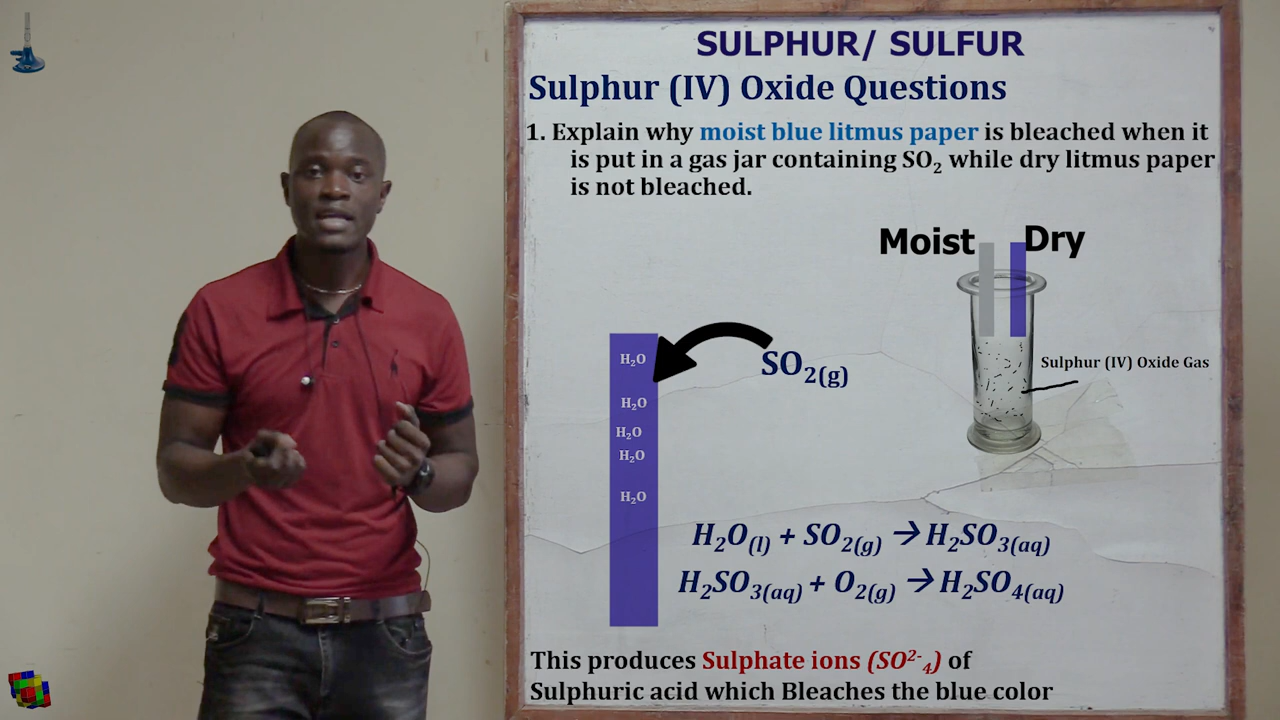 SULPHUR/ SULFUR
Sulphur (IV) Oxide Questions
1. Explain why moist blue litmus paper is bleached when it
is put in a gas jar containing SO₂ while dry litmus paper
is not bleached.
Moist Dry
H₂O
SO₂(g)
Sulphur (IV) Oxide Gas
H₂O
H₂O
H₂O
H₂O
H₂O(l) + SO₂(g) → H₂SO₃(aq)
H₂SO₃(aq) + O₂(g) → H₂SO₄(aq)
This produces Sulphate ions (SO²⁻₄) of
Sulphuric acid which Bleaches the blue color